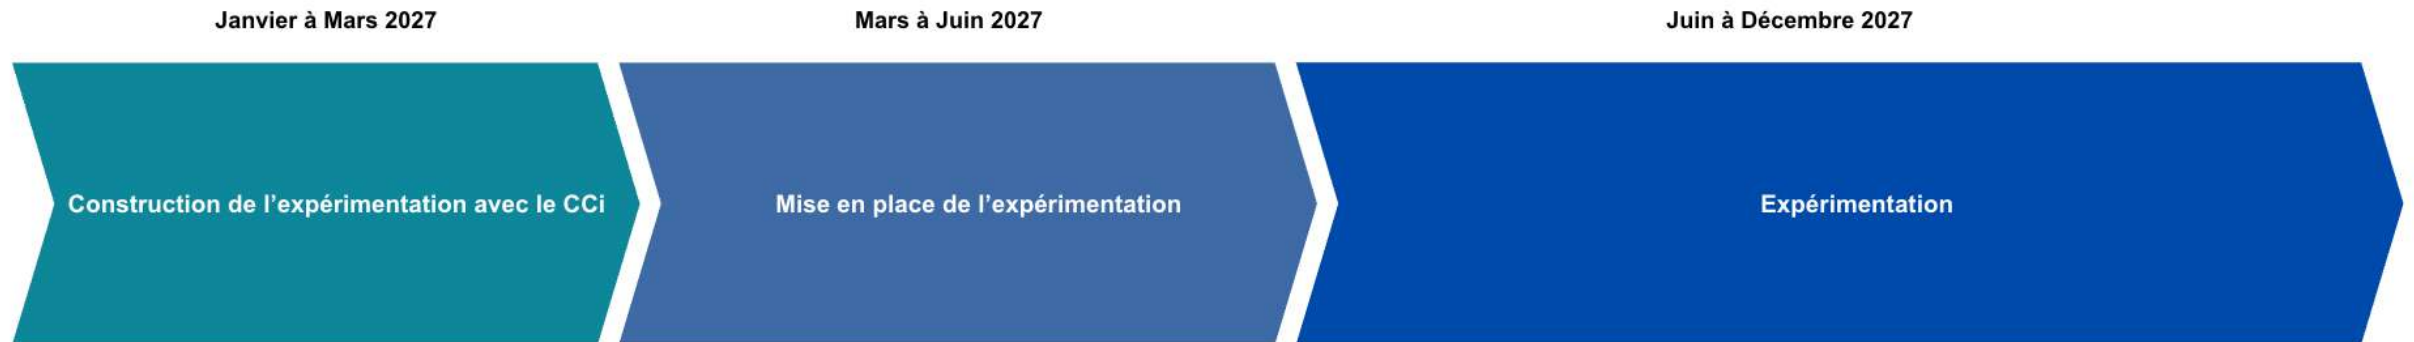 Janvier à Mars 2027
Mars à Juin 2027
Juin à Décembre 2027
Construction de l’expérimentation avec le CCi
Mise en place de l’expérimentation
Expérimentation